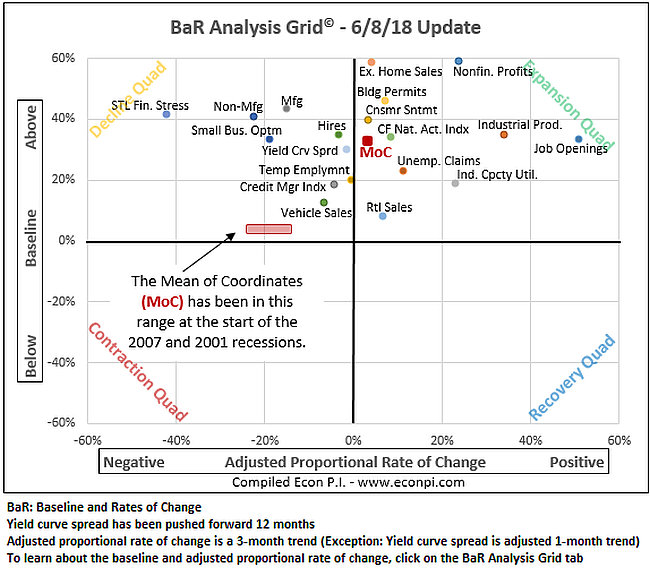 BaR Analysis Grid© - 6/8/18 Update
60%
40%
20%
0%
-20%
-40%
-60%
Above
Baseline
Below
Decline Quad
Expansion Quad
Contraction Quad
Recovery Quad
Ex. Home Sales
Nonfin. Profits
Bldg Permits
STL Fin. Stress
Non-Mfg
Mfg
Cnsmr Sntmt
Small Bus. Optm
Hires
CF Nat. Act. Indx
Industrial Prod.
Yield Crv Sprd
MoC
Job Openings
Temp Emplymnt
Unemp. Claims
Credit Mgr Indx
Ind. Cpcty Util.
Vehicle Sales
Rtl Sales
The Mean of Coordinates
(MoC) has been in this
range at the start of the
2007 and 2001 recessions.
-60%
-40%
-20%
0%
20%
40%
60%
Negative Adjusted Proportional Rate of Change Positive
Compiled Econ P.I. - www.econpi.com
BaR: Baseline and Rates of Change
Yield curve spread has been pushed forward 12 months
Adjusted proportional rate of change is a 3-month trend (Exception: Yield curve spread is adjusted 1-month trend)
To learn about the baseline and adjusted proportional rate of change, click on the BaR Analysis Grid tab